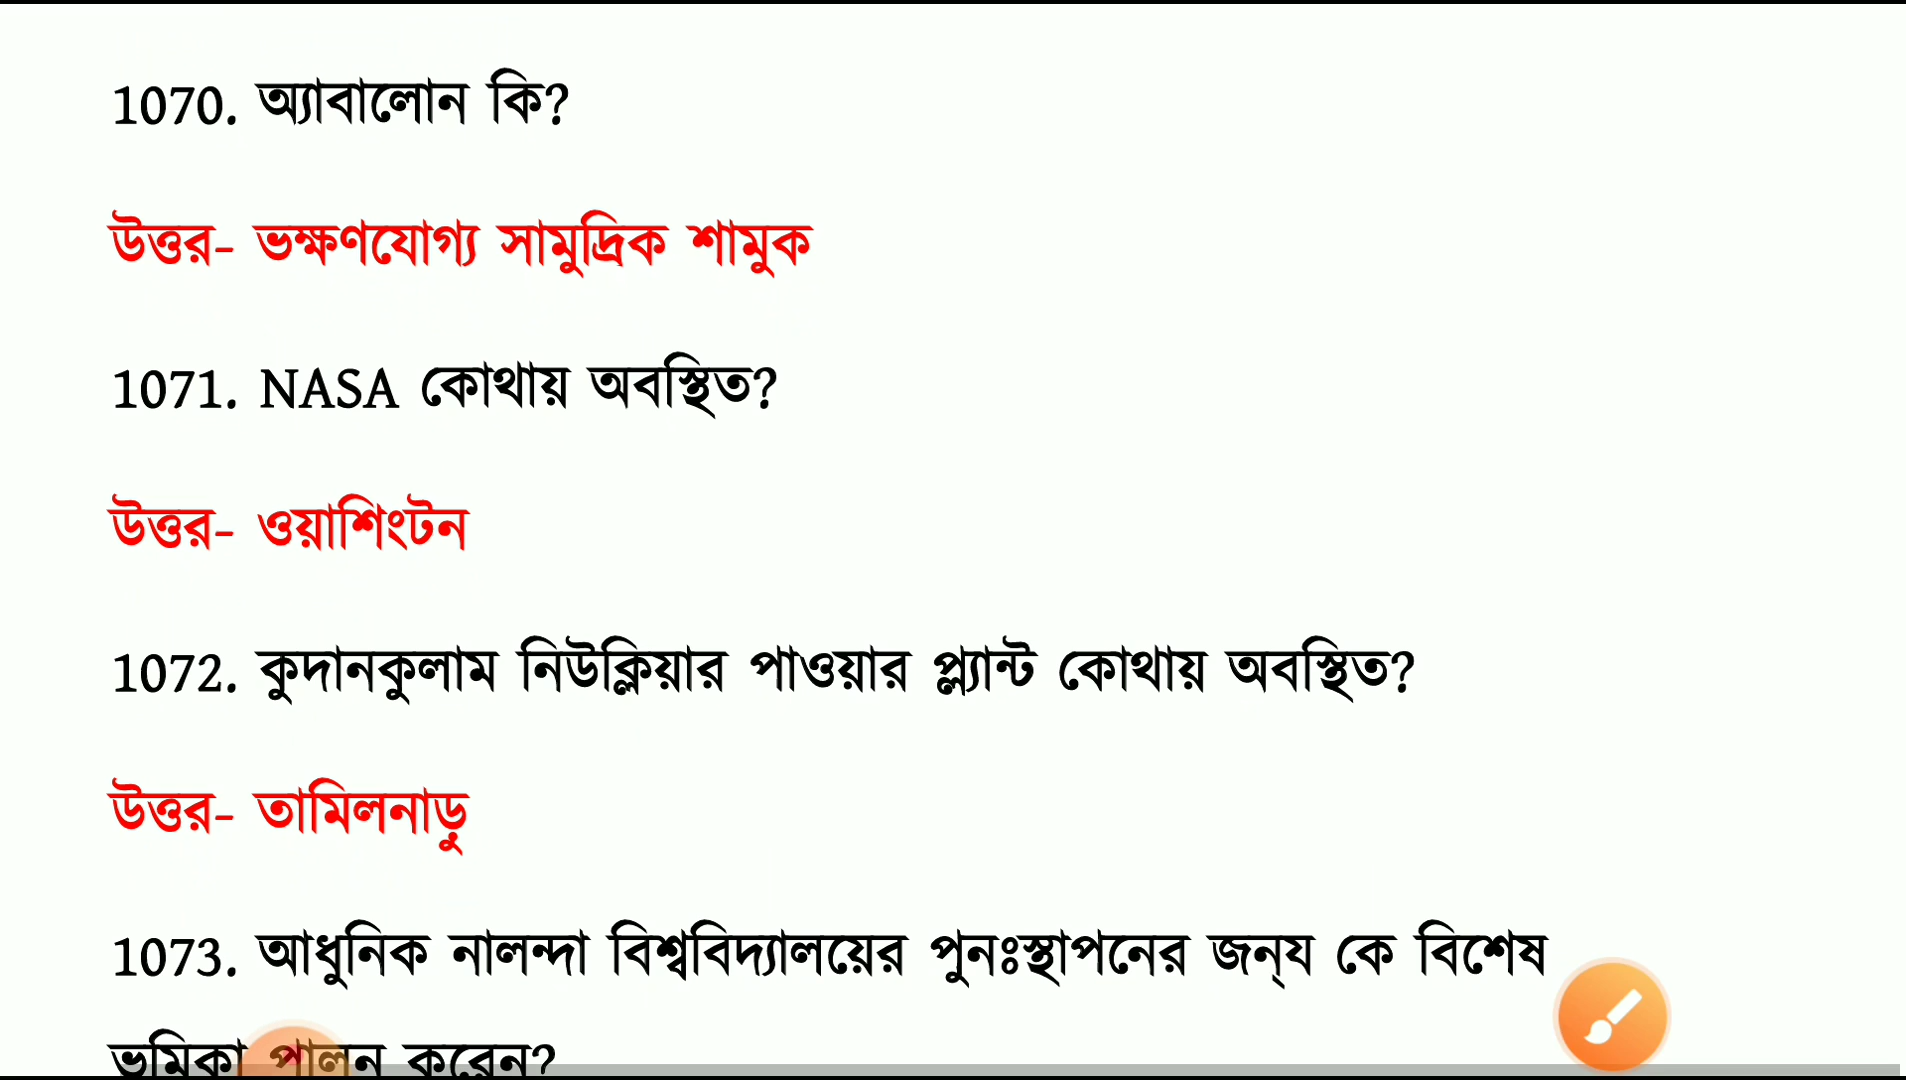 1070. অ্যাবালোন কি?
উত্তর- ভক্ষণযোগ্য সামুদ্রিক শামুক
1071. NASA কোথায় অবস্থিত?
উত্তর- ওয়াশিংটন
1072. কুদানকুলাম নিউক্লিয়ার পাওয়ার প্ল্যান্ট কোথায় অবস্থিত?
উত্তর- তামিলনাড়ু
1073. আধুনিক নালন্দা বিশ্ববিদ্যালয়ের পুনঃস্থাপনের জন্‌য কে বিশেষ
ভূমিকা পালন করেন?